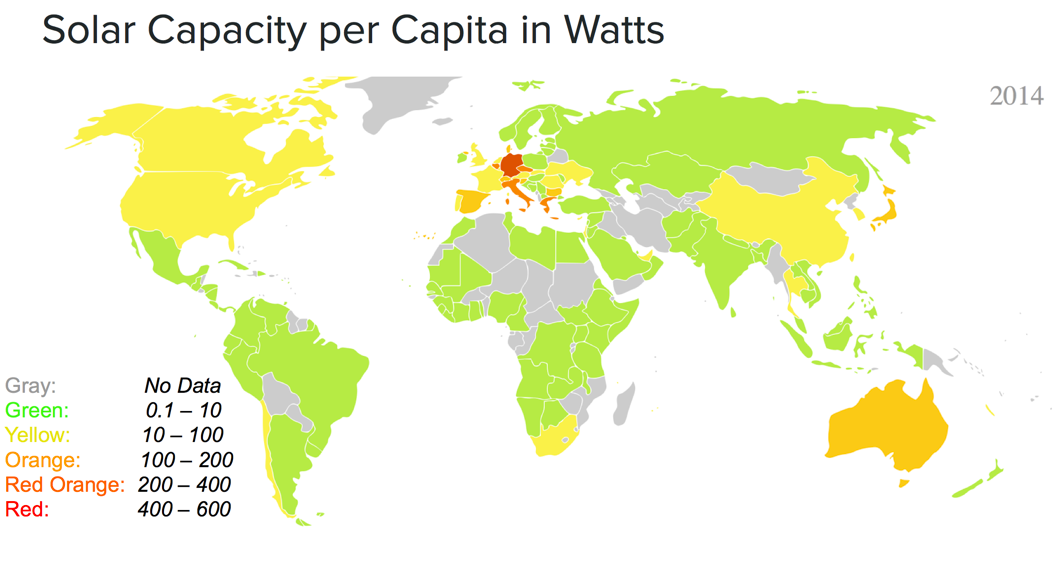 Solar Capacity per Capita in Watts
2014
Gray: No Data
Green: 0.1 – 10
Yellow: 10 – 100
Orange: 100 – 200
Red Orange: 200 – 400
Red: 400 – 600